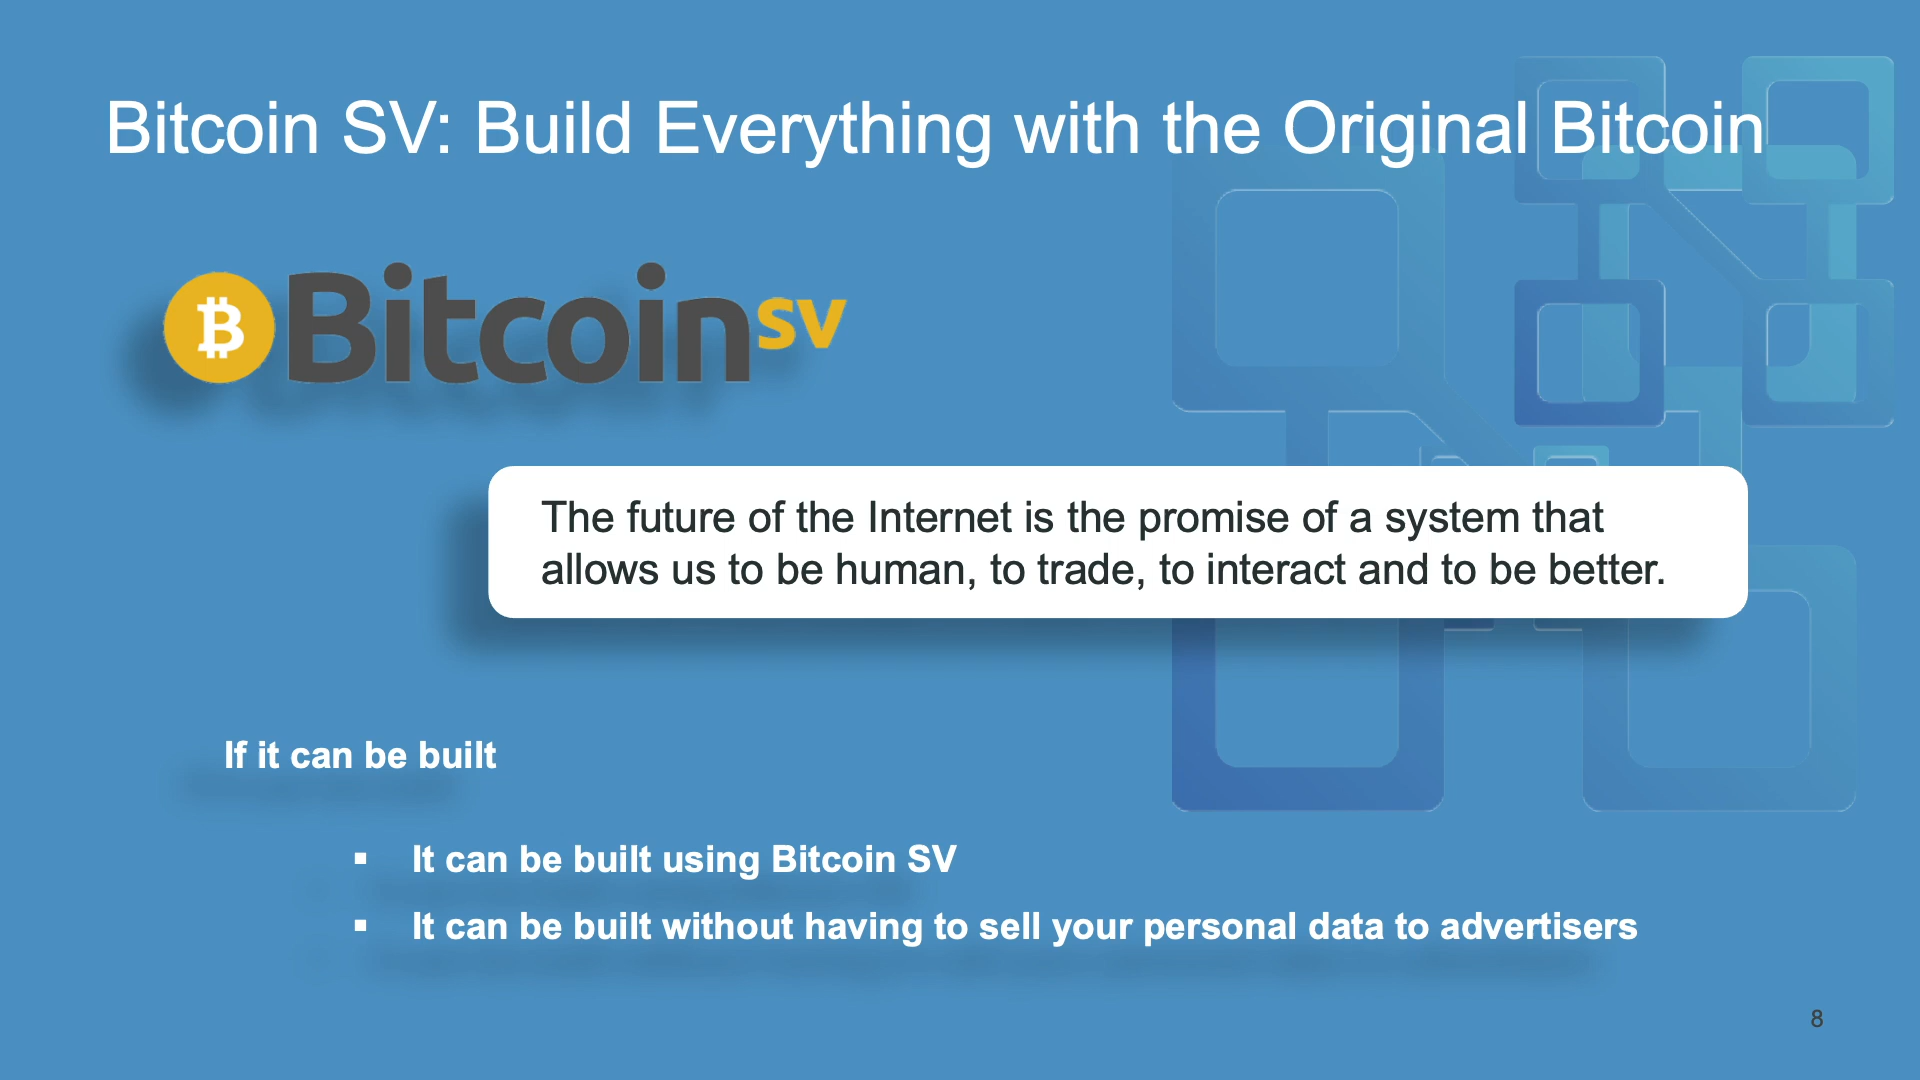 Bitcoin SV: Build Everything with the Original Bitcoin
₿ Bitcoin SV
The future of the Internet is the promise of a system that
allows us to be human, to trade, to interact and to be better.
If it can be built
▪ It can be built using Bitcoin SV
▪ It can be built without having to sell your personal data to advertisers
8